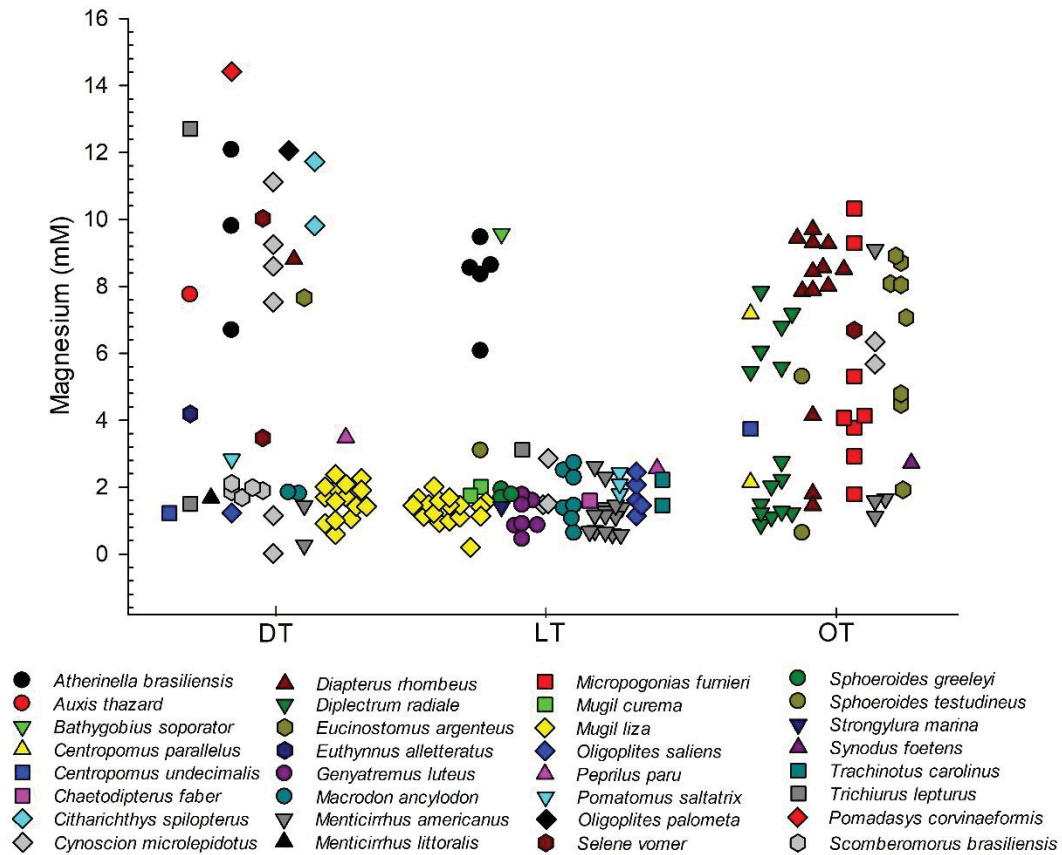 16
14
12
10
8
6
4
2
0
Magnesium (mM)
DT LT OT
Atherinella brasiliensis
Auxis thazard
Bathygobius soporator
Centropomus parallelus
Centropomus undecimalis
Chaetodipterus faber
Citharichthys spilopterus
Cynoscion microlepidotus
Diapterus rhombeus
Diplectrum radiale
Eucinostomus argenteus
Euthynnus alletteratus
Genyatremus luteus
Macrodon ancylodon
Menticirrhus americanus
Menticirrhus littoralis
Micropogonias furnieri
Mugil curema
Mugil liza
Oligoplites saliens
Peprilus paru
Pomatomus saltatrix
Oligoplites palometa
Selene vomer
Sphoeroides greeleyi
Sphoeroides testudineus
Strongylura marina
Synodus foetens
Trachinotus carolinus
Trichiurus lepturus
Pomadasys corvinaeformis
Scomberomorus brasiliensis